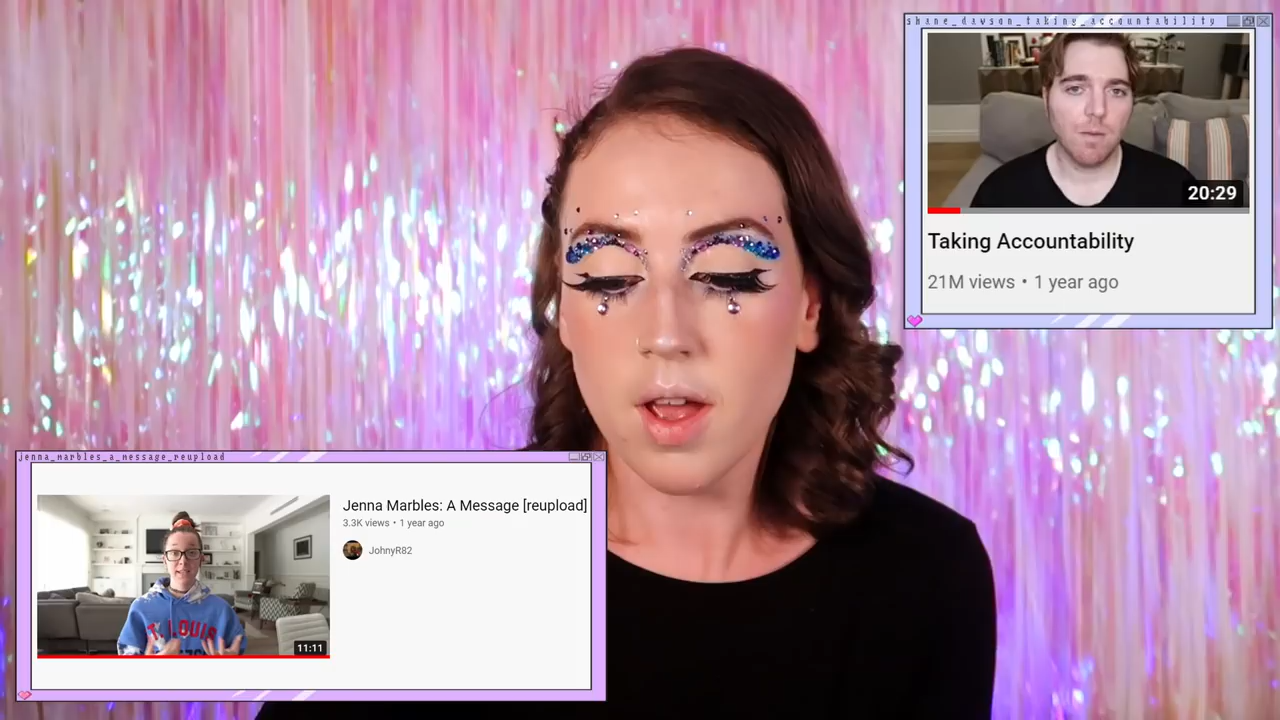 shane_dawson_taking_accountability
20:29
Taking Accountability
21M views • 1 year ago
jenna_marbles_a_message_reupload
Jenna Marbles: A Message [reupload]
3.3K views • 1 year ago
JohnyR82
T. LOUIS
11:11